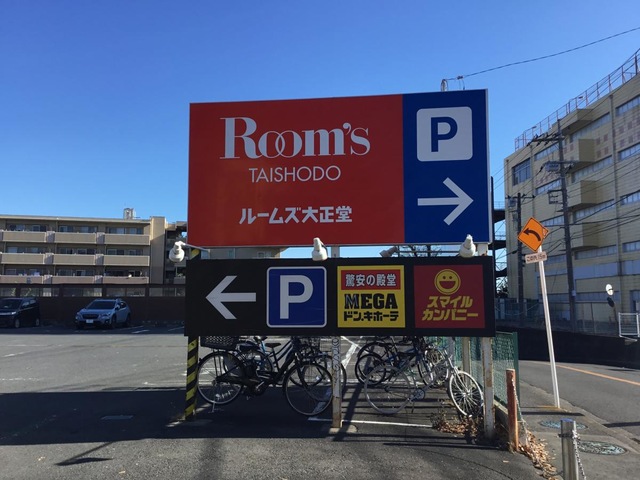 Room's
TAISHODO
ルームズ大正堂
P
P
驚安の殿堂
MEGA
ドン.キホーテ
スマイル
カンパニー